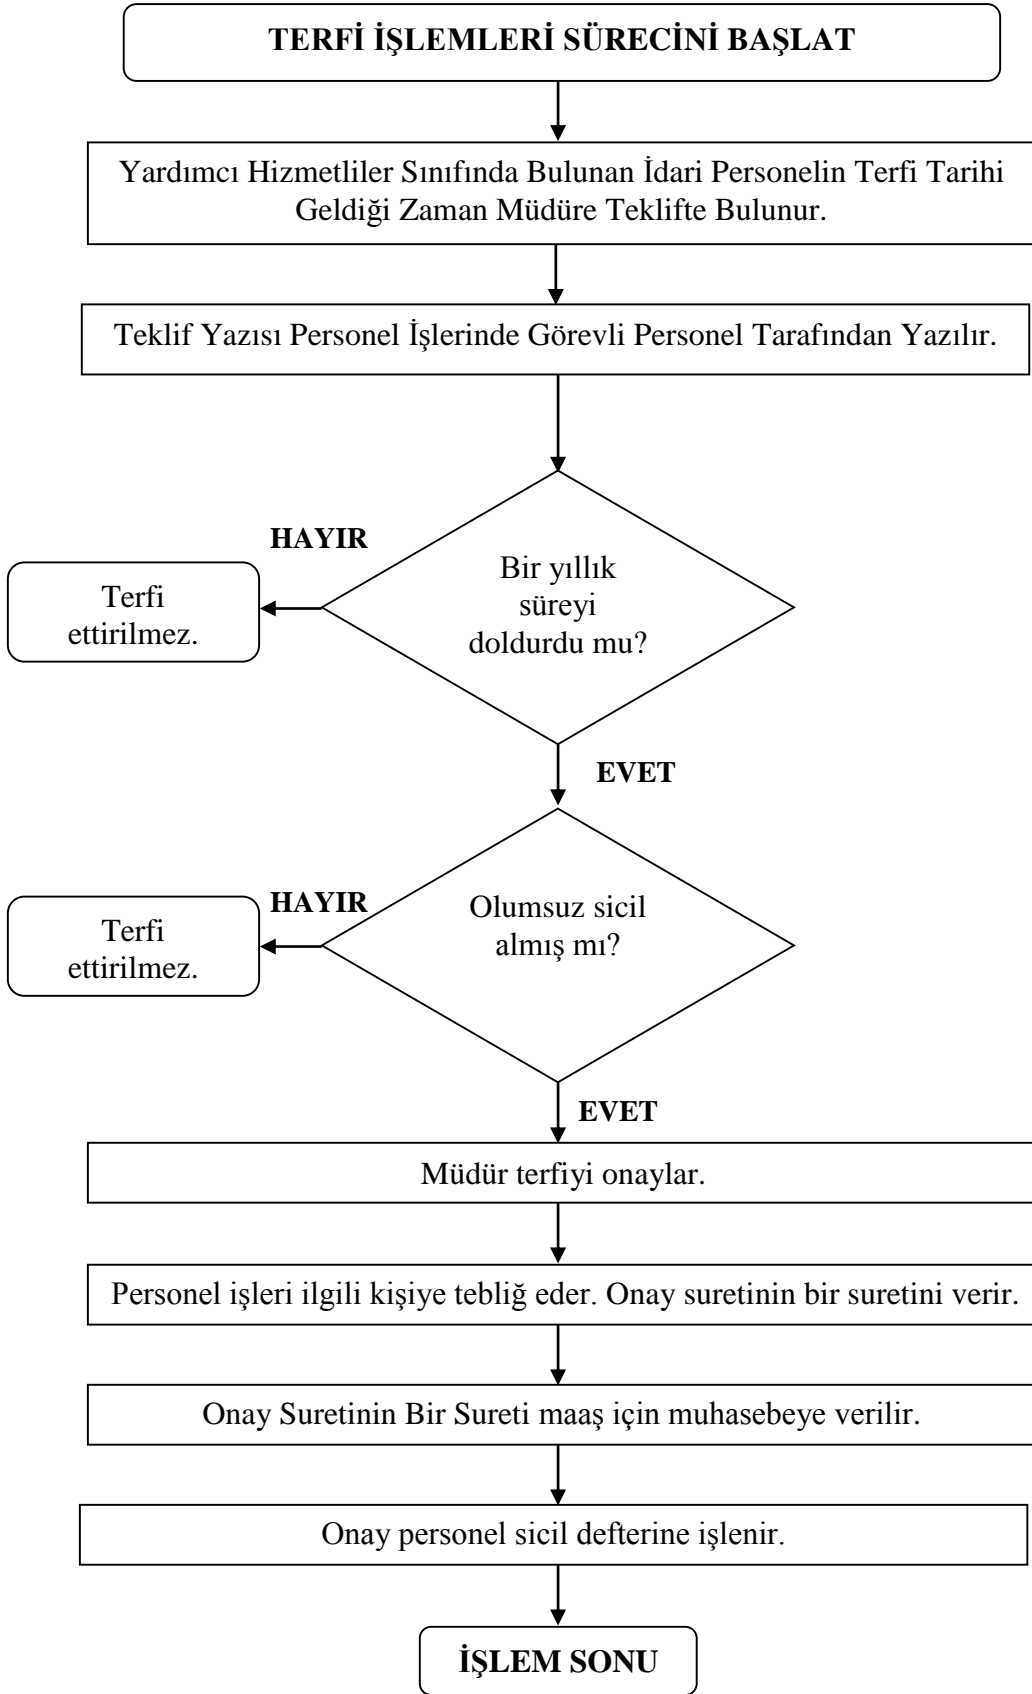 TERFİ İŞLEMLERİ SÜRECİNİ BAŞLAT
Yardımcı Hizmetliler Sınıfında Bulunan İdari Personelin Terfi Tarihi
Geldiği Zaman Müdüre Teklifte Bulunur.
Teklif Yazısı Personel İşlerinde Görevli Personel Tarafından Yazılır.
HAYIR
Bir yıllık
süreyi
doldurdu mu?
Terfi
ettirilmez.
EVET
HAYIR
Olumsuz sicil
almış mı?
Terfi
ettirilmez.
EVET
Müdür terfiyi onaylar.
Personel işleri ilgili kişiye tebliğ eder. Onay suretinin bir suretini verir.
Onay Suretinin Bir Sureti maaş için muhasebeye verilir.
Onay personel sicil defterine işlenir.
İŞLEM SONU